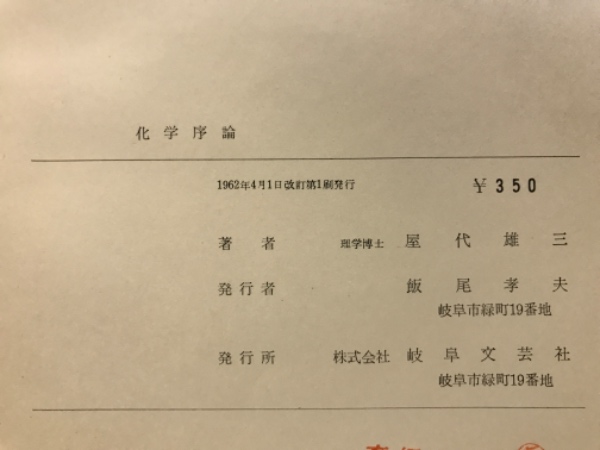 化学序論
1962年4月1日改訂第1刷発行 ¥350
著者 理学博士 屋代雄三
発行者 飯尾孝夫
岐阜市緑町19番地
発行所 株式会社 岐阜文芸社
岐阜市緑町19番地